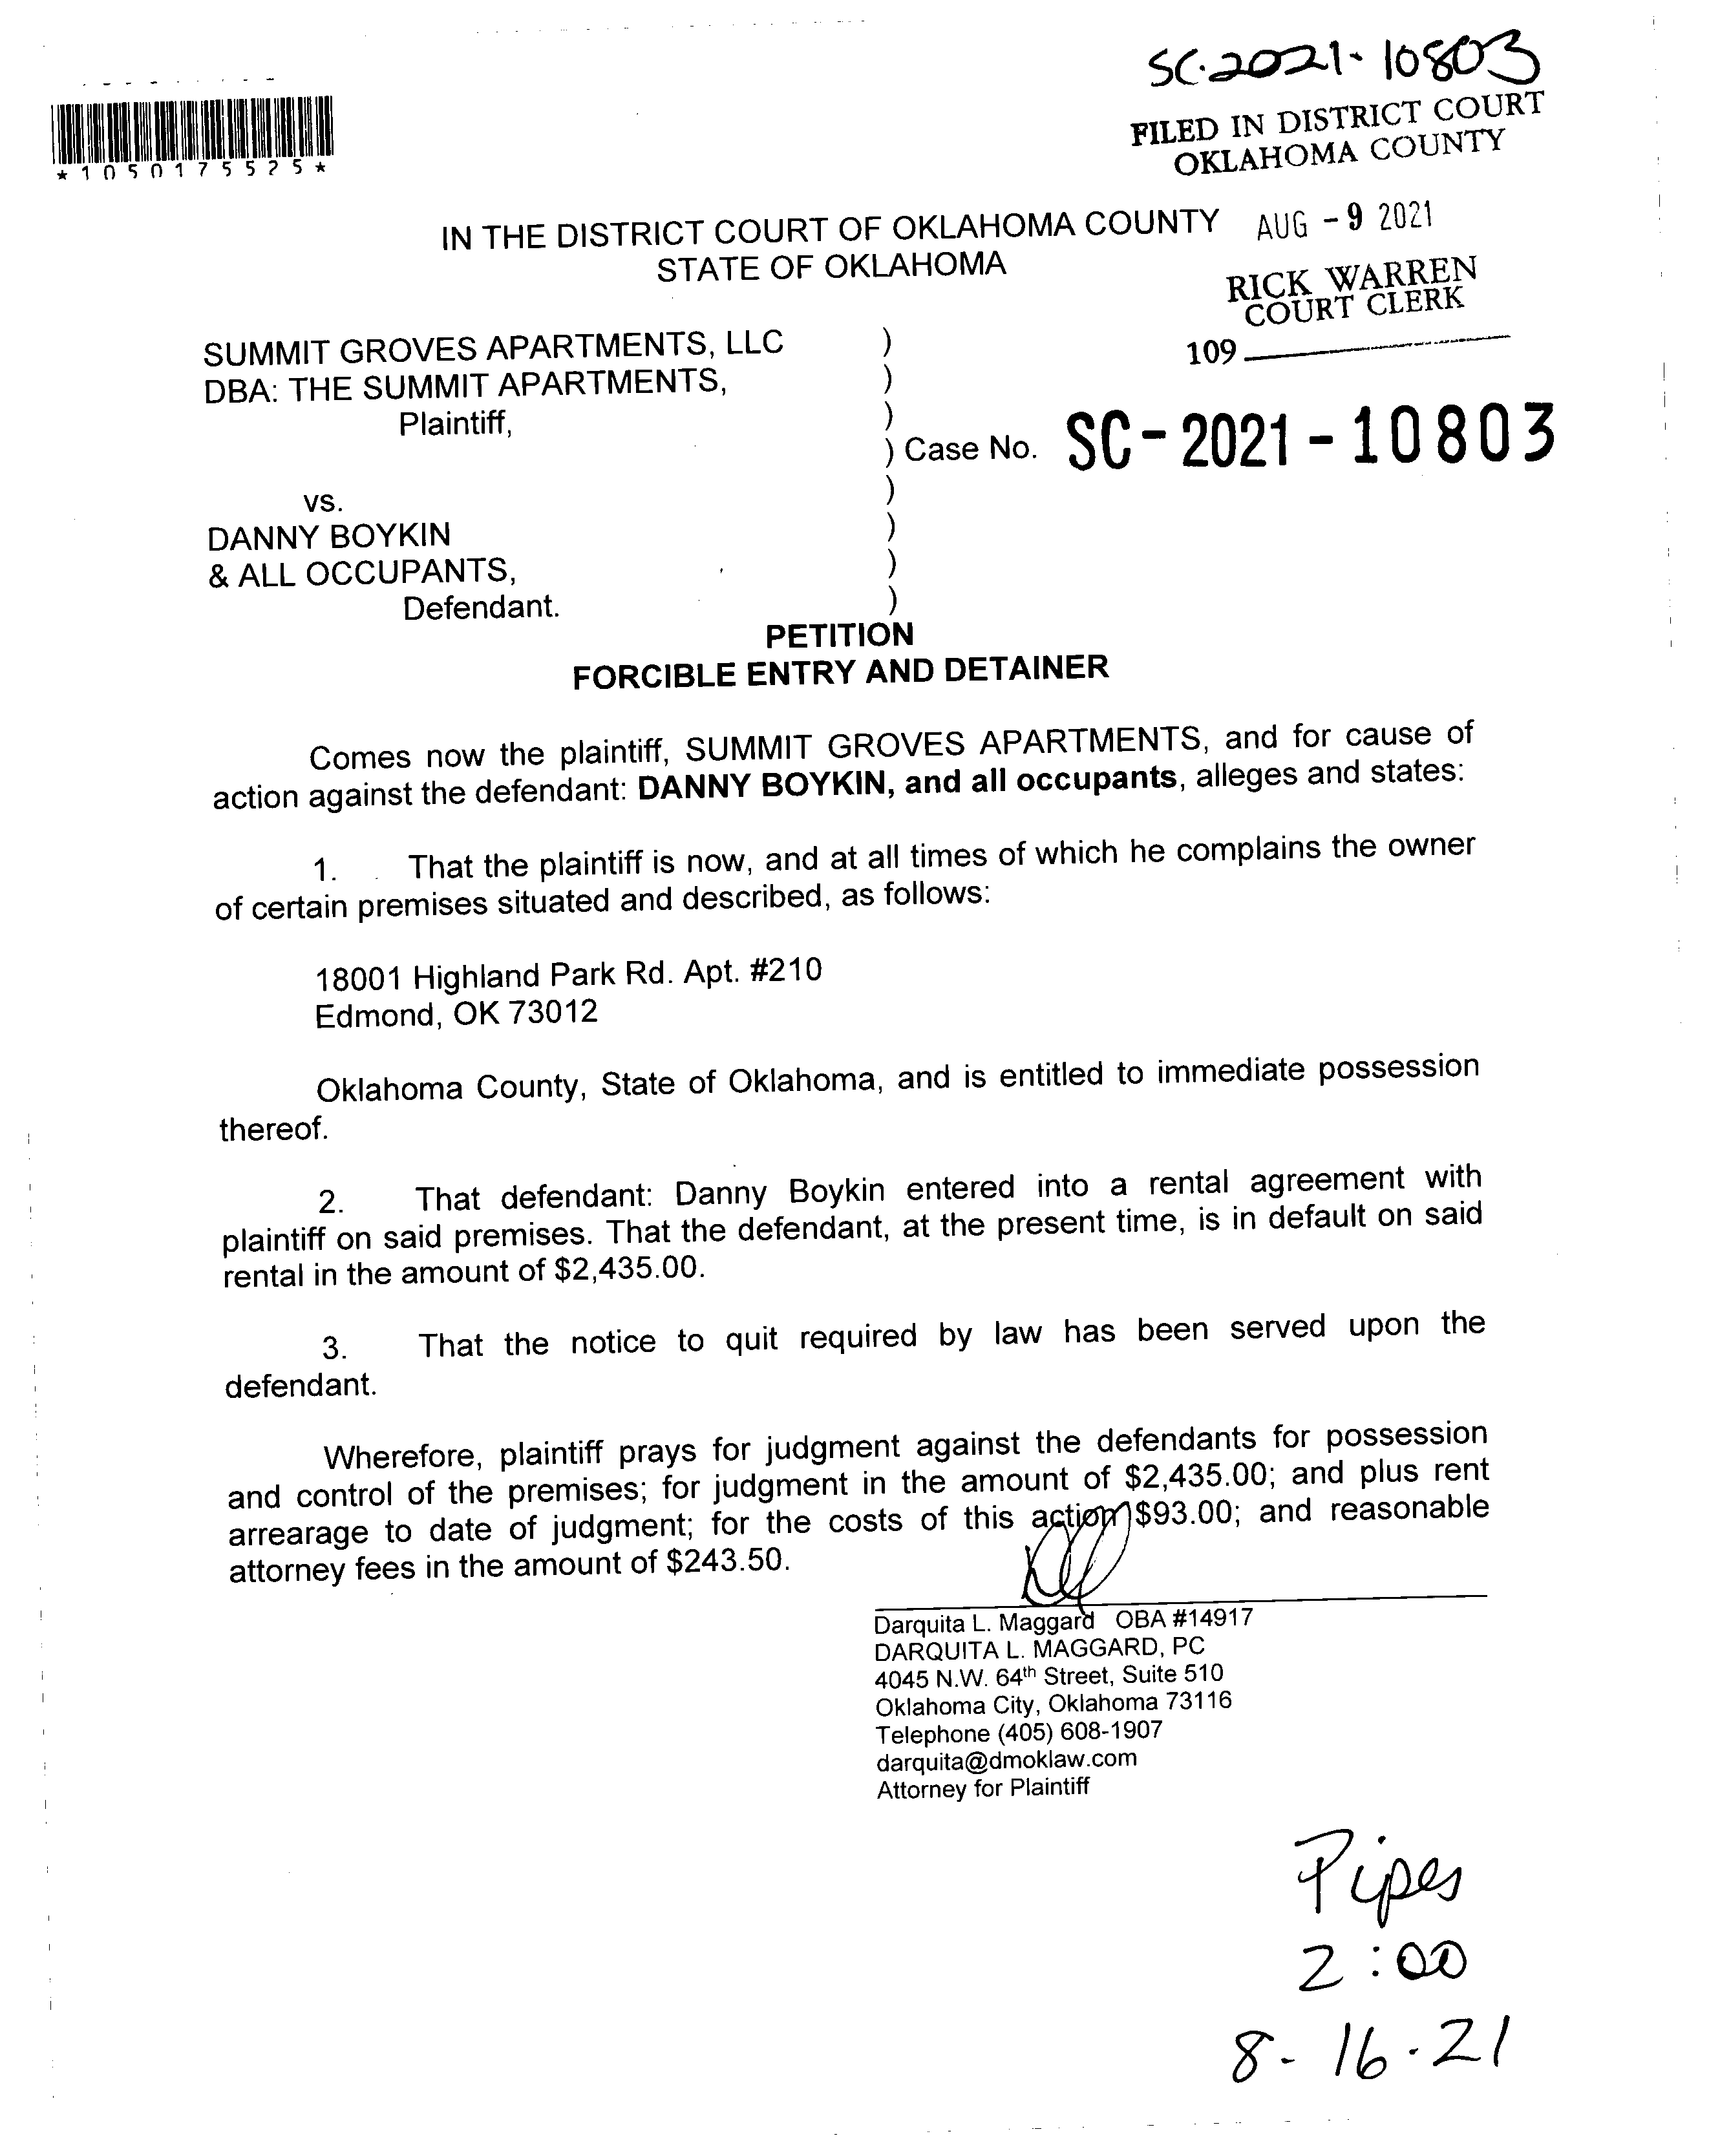 SC-2021-10803
FILED IN DISTRICT COURT
OKLAHOMA COUNTY
*1050175525*
IN THE DISTRICT COURT OF OKLAHOMA COUNTY
STATE OF OKLAHOMA
AUG -9 2021
RICK WARREN
COURT CLERK
109
SUMMIT GROVES APARTMENTS, LLC )
DBA: THE SUMMIT APARTMENTS, )
Plaintiff, )
) Case No. SC-2021-10803
vs. )
DANNY BOYKIN )
& ALL OCCUPANTS, )
Defendant. )
PETITION
FORCIBLE ENTRY AND DETAINER
Comes now the plaintiff, SUMMIT GROVES APARTMENTS, and for cause of
action against the defendant: DANNY BOYKIN, and all occupants, alleges and states:
1. That the plaintiff is now, and at all times of which he complains the owner
of certain premises situated and described, as follows:
18001 Highland Park Rd. Apt. #210
Edmond, OK 73012
Oklahoma County, State of Oklahoma, and is entitled to immediate possession
thereof.
2. That defendant: Danny Boykin entered into a rental agreement with
plaintiff on said premises. That the defendant, at the present time, is in default on said
rental in the amount of $2,435.00.
3. That the notice to quit required by law has been served upon the
defendant.
Wherefore, plaintiff prays for judgment against the defendants for possession
and control of the premises; for judgment in the amount of $2,435.00; and plus rent
arrearage to date of judgment; for the costs of this action $93.00; and reasonable
attorney fees in the amount of $243.50.
Darquita L. Maggard OBA #14917
DARQUITA L. MAGGARD, PC
4045 N.W. 64th Street, Suite 510
Oklahoma City, Oklahoma 73116
Telephone (405) 608-1907
darquita@dmoklaw.com
Attorney for Plaintiff
Pipes
2:00
8-16-21